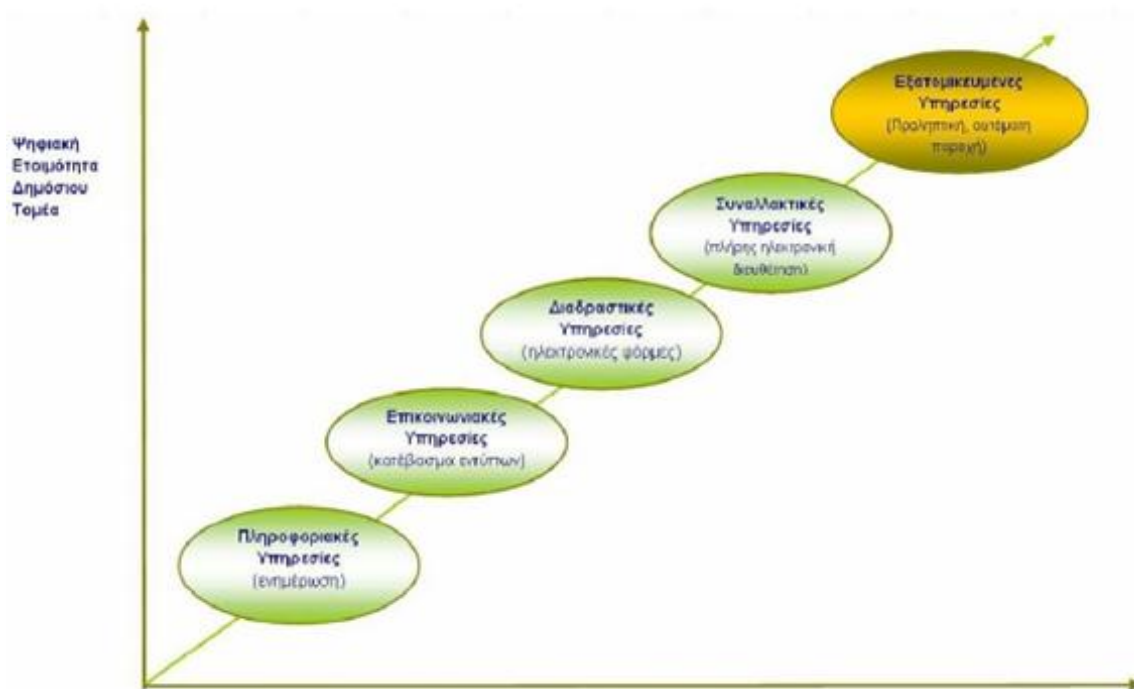 Ψηφιακή
Ετοιμότητα
Δημόσιου
Τομέα
Εξατομικευμένες
Υπηρεσίες
(Προληπτική, αυτόματη
παροχή)
Συναλλακτικές
Υπηρεσίες
(πλήρης ηλεκτρονική
διευθέτηση)
Διαδραστικές
Υπηρεσίες
(ηλεκτρονικές φόρμες)
Επικοινωνιακές
Υπηρεσίες
(κατέβασμα εντύπων)
Πληροφοριακές
Υπηρεσίες
(ενημέρωση)